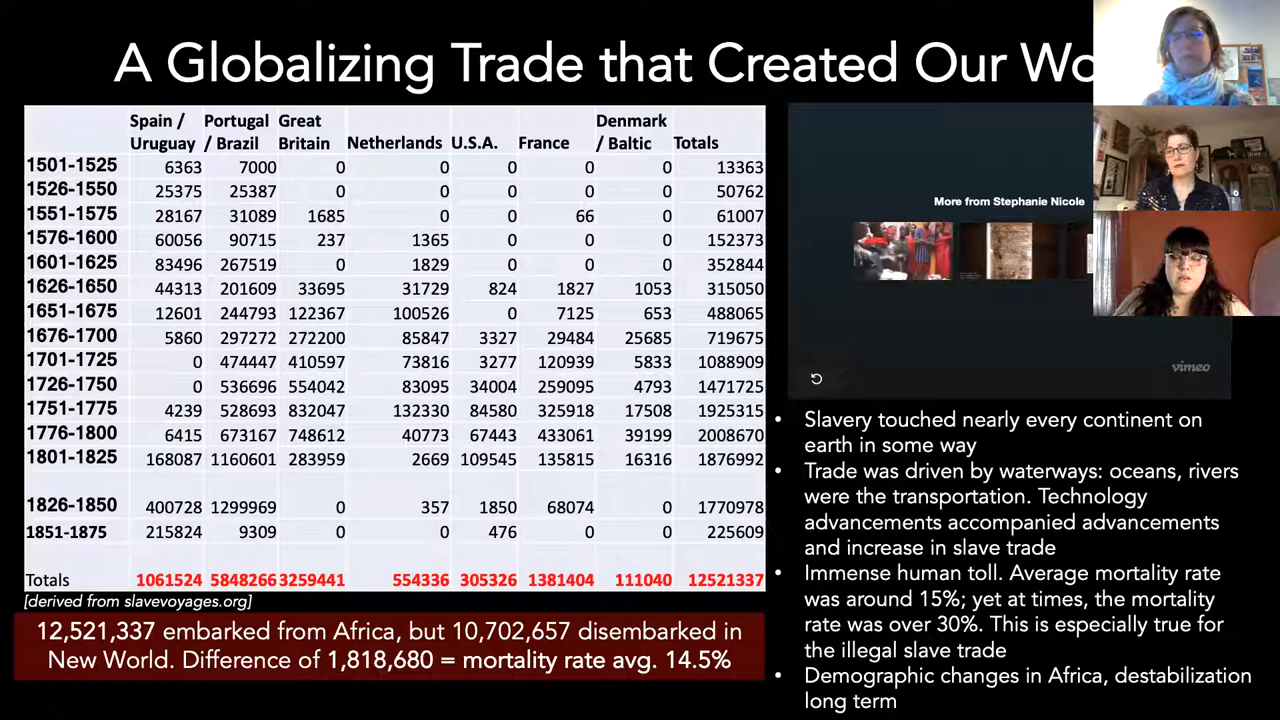 A Globalizing Trade that Created Our Wo
Spain / Portugal Great Denmark
Uruguay / Brazil Britain Netherlands U.S.A. France / Baltic Totals
1501-1525 6363 7000 0 0 0 0 0 13363
1526-1550 25375 25387 0 0 0 0 0 50762
1551-1575 28167 31089 1685 0 0 66 0 61007
1576-1600 60056 90715 237 1365 0 0 0 152373
1601-1625 83496 267519 0 1829 0 0 0 352844
1626-1650 44313 201609 33695 31729 824 1827 1053 315050
1651-1675 12601 244793 122367 100526 0 7125 653 488065
1676-1700 5860 297272 272200 85847 3327 29484 25685 719675
1701-1725 0 474447 410597 73816 3277 120939 5833 1088909
1726-1750 0 536696 554042 83095 34004 259095 4793 1471725
1751-1775 4239 528693 832047 132330 84580 325918 17508 1925315
1776-1800 6415 673167 748612 40773 67443 433061 39199 2008670
1801-1825 168087 1160601 283959 2669 109545 135815 16316 1876992
1826-1850 400728 1299969 0 357 1850 68074 0 1770978
1851-1875 215824 9309 0 0 476 0 0 225609
Totals 1061524 5848266 3259441 554336 305326 1381404 111040 12521337
[derived from slavevoyages.org]
12,521,337 embarked from Africa, but 10,702,657 disembarked in
New World. Difference of 1,818,680 = mortality rate avg. 14.5%
More from Stephanie Nicole
vimeo
• Slavery touched nearly every continent on
earth in some way
• Trade was driven by waterways: oceans, rivers
were the transportation. Technology
advancements accompanied advancements
and increase in slave trade
• Immense human toll. Average mortality rate
was around 15%; yet at times, the mortality
rate was over 30%. This is especially true for
the illegal slave trade
• Demographic changes in Africa, destabilization
long term